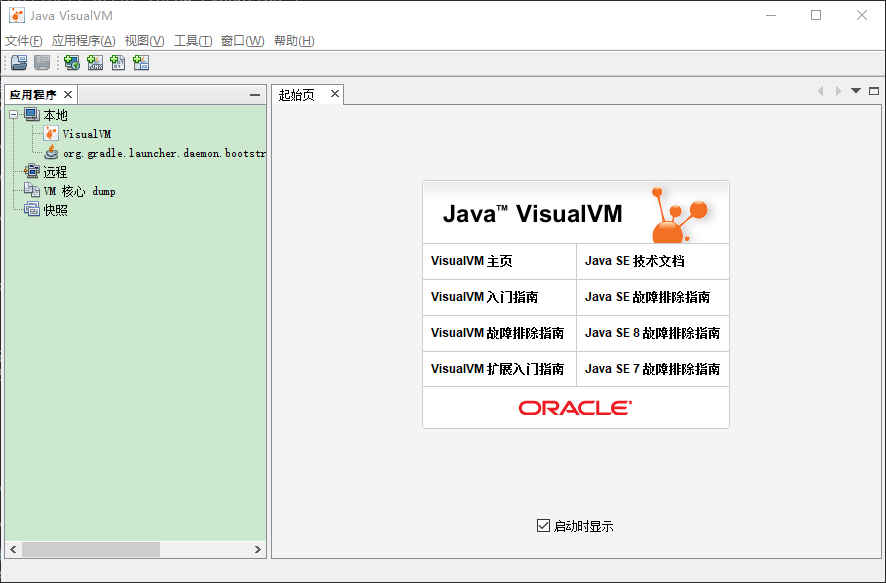 Java VisualVM
文件(F) 应用程序(A) 视图(V) 工具(T) 窗口(W) 帮助(H)
应用程序
起始页
本地
VisualVM
org.gradle.launcher.daemon.bootstr
远程
VM 核心 dump
快照
Java™ VisualVM
VisualVM 主页 Java SE 技术文档
VisualVM 入门指南 Java SE 故障排除指南
VisualVM 故障排除指南 Java SE 8 故障排除指南
VisualVM 扩展入门指南 Java SE 7 故障排除指南
ORACLE
启动时显示